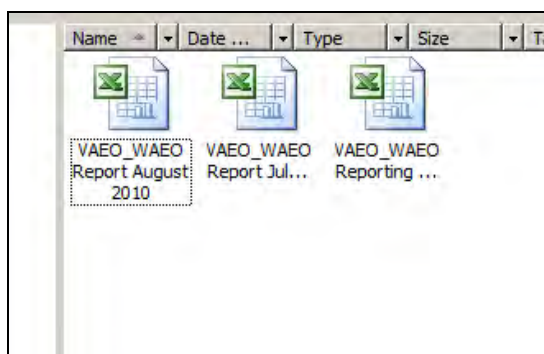 Name Date ... Type Size
VAEO_WAEO VAEO_WAEO VAEO_WAEO
Report August Report Jul... Reporting ...
2010